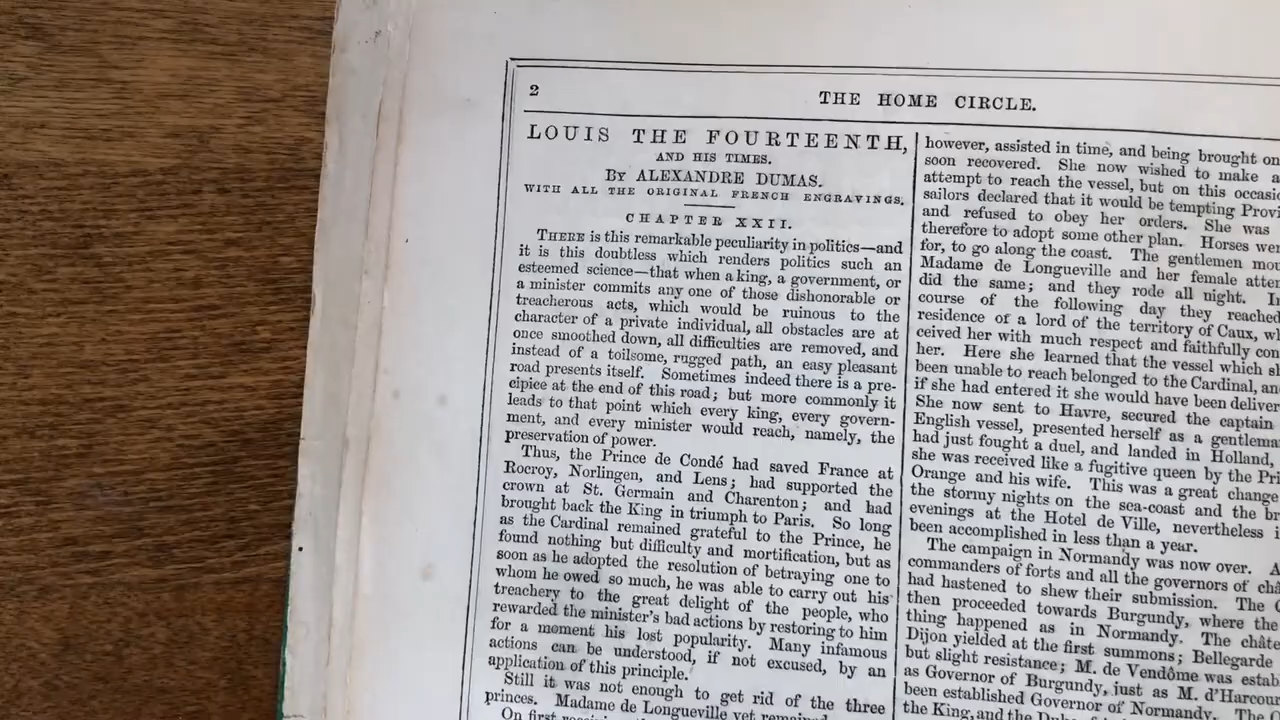 2
THE HOME CIRCLE.
LOUIS THE FOURTEENTH,
AND HIS TIMES.
BY ALEXANDRE DUMAS.
WITH ALL THE ORIGINAL FRENCH ENGRAVINGS.
CHAPTER XXII.
THERE is this remarkable peculiarity in politics—and
it is this doubtless which renders politics such an
esteemed science—that when a king, a government, or
a minister commits any one of those dishonorable or
treacherous acts, which would be ruinous to the
character of a private individual, all obstacles are at
once smoothed down, all difficulties are removed, and
instead of a toilsome, rugged path, an easy pleasant
road presents itself. Sometimes indeed there is a pre-
cipice at the end of this road; but more commonly it
leads to that point which every king, every govern-
ment, and every minister would reach, namely, the
preservation of power.
Thus, the Prince de Condé had saved France at
Rocroy, Norlingen, and Lens; had supported the
crown at St. Germain and Charenton; and had
brought back the King in triumph to Paris. So long
as the Cardinal remained grateful to the Prince, he
found nothing but difficulty and mortification, but as
soon as he adopted the resolution of betraying one to
whom he owed so much, he was able to carry out his
treachery to the great delight of the people, who
rewarded the minister's bad actions by restoring to him
for a moment his lost popularity. Many infamous
actions can be understood, if not excused, by an
application of this principle.
Still it was not enough to get rid of the three
princes. Madame de Longueville yet remained
On first
however, assisted in time, and being brought on
soon recovered. She now wished to make a
attempt to reach the vessel, but on this
sailors declared that it would be tempting
and refused to obey her orders. She was
therefore to adopt some other plan. Horses
for, to go along the coast. The gentlemen
Madame de Longueville and her female
did the same; and they rode all night.
course of the following day they reached
residence of a lord of the territory of Caux,
ceived her with much respect and faithfully
her. Here she learned that the vessel which
been unable to reach belonged to the Cardinal,
if she had entered it she would have been
She now sent to Havre, secured the captain
English vessel, presented herself as a
had just fought a duel, and landed in Holland,
she was received like a fugitive queen by the
Orange and his wife. This was a great change
the stormy nights on the sea-coast and the
evenings at the Hotel de Ville, nevertheless
been accomplished in less than a year.
The campaign in Normandy was now over.
commanders of forts and all the governors of
had hastened to shew their submission. The
then proceeded towards Burgundy, where the
thing happened as in Normandy. The
Dijon yielded at the first summons; Bellegarde
but slight resistance; M. de Vendôme was
as Governor of Burgundy, just as M.
been established Governor of Normandy. The
the King, and the